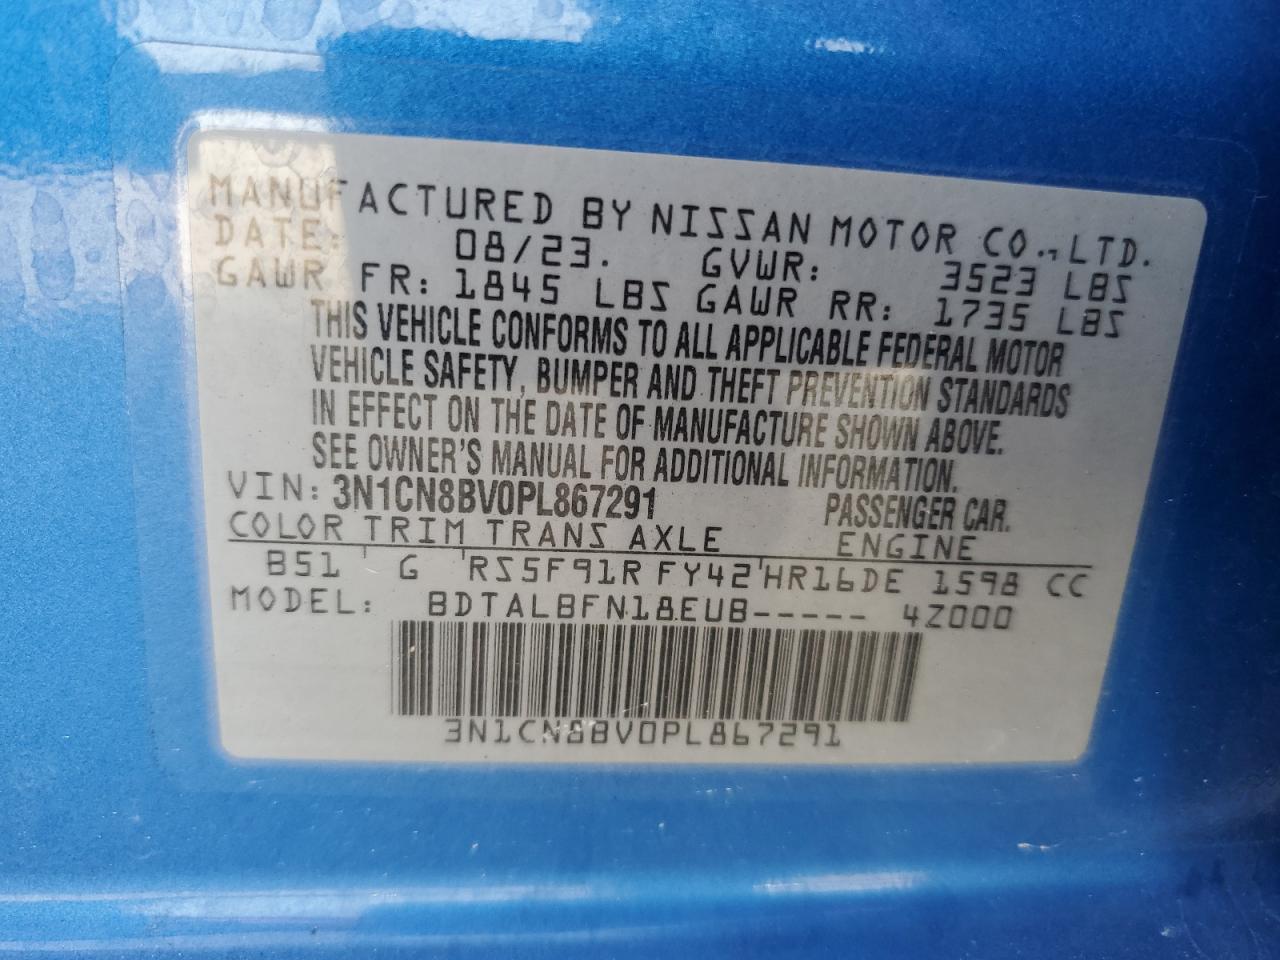 MANUFACTURED BY NISSAN MOTOR CO., LTD.
DATE: 08/23. GVWR: 3523 LBS
GAWR FR: 1845 LBS GAWR RR: 1735 LBS
THIS VEHICLE CONFORMS TO ALL APPLICABLE FEDERAL MOTOR
VEHICLE SAFETY, BUMPER AND THEFT PREVENTION STANDARDS
IN EFFECT ON THE DATE OF MANUFACTURE SHOWN ABOVE.
SEE OWNER'S MANUAL FOR ADDITIONAL INFORMATION.
VIN: 3N1CN8BV0PL867291 PASSENGER CAR.
COLOR TRIM TRANS AXLE ENGINE
B51 ' G 'RS5F91R FY42'HR16DE 1598 CC
MODEL: BDTALBFN18EUB----- 4Z000
3N1CN8BV0PL867291